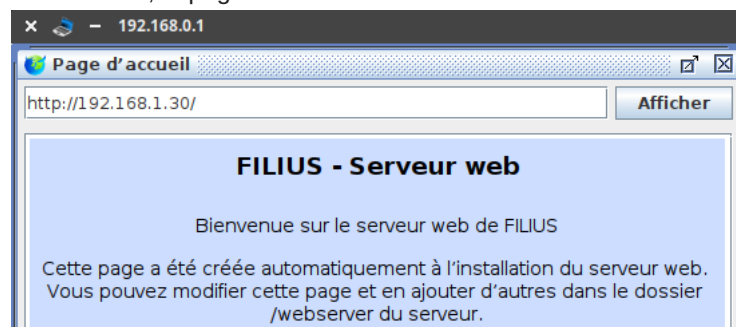 192.168.0.1
Page d'accueil
http://192.168.1.30/
Afficher
FILIUS - Serveur web
Bienvenue sur le serveur web de FILIUS
Cette page a été créée automatiquement à l'installation du serveur web.
Vous pouvez modifier cette page et en ajouter d'autres dans le dossier
/webserver du serveur.